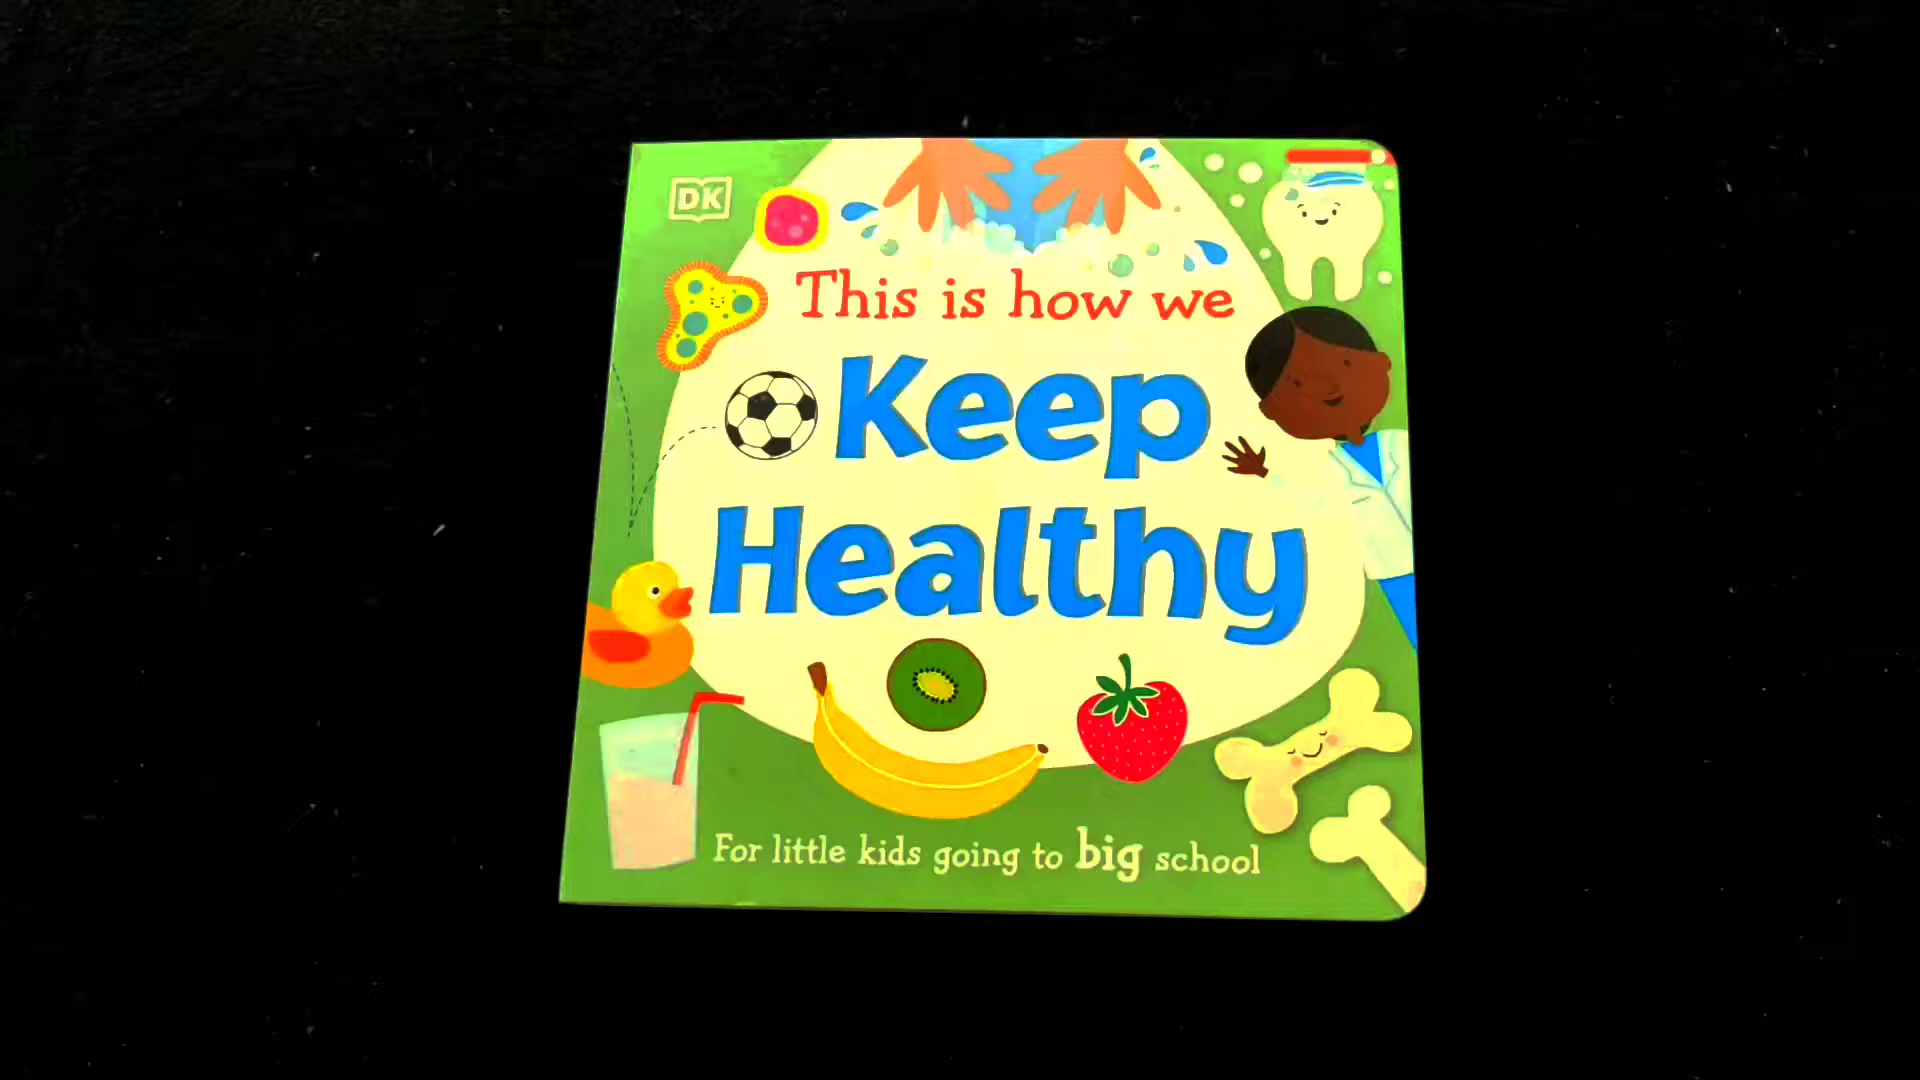 DK
This is how we
Keep
Healthy
For little kids going to big school